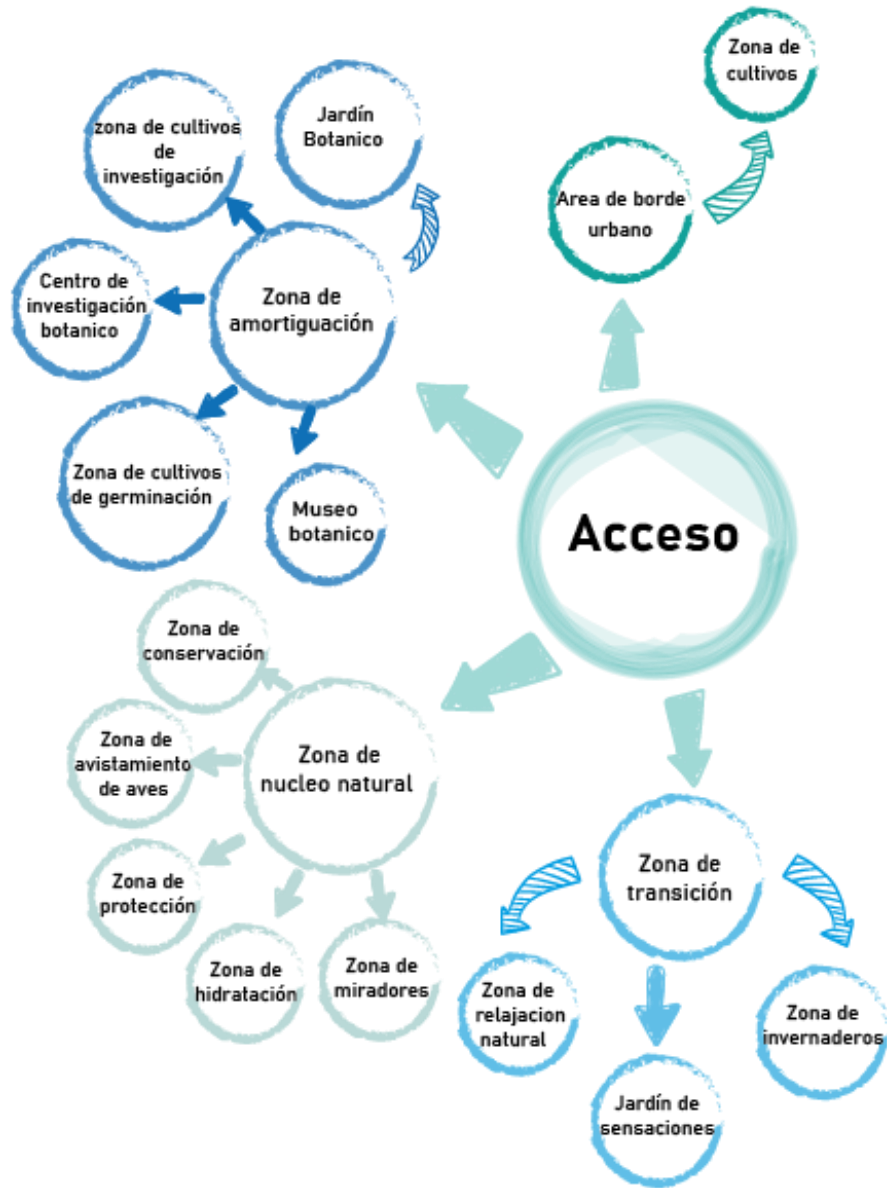 Zona de
cultivos
Area de borde
urbano
Jardín
Botanico
zona de cultivos
de
investigación
Zona de
amortiguación
Centro de
investigación
botanico
Zona de cultivos
de germinación
Museo
botanico
Acceso
Zona de
conservación
Zona de
avistamiento
de aves
Zona de
nucleo natural
Zona de
protección
Zona de
hidratación
Zona de
miradores
Zona de
transición
Zona de
relajacion
natural
Jardín de
sensaciones
Zona de
invernaderos